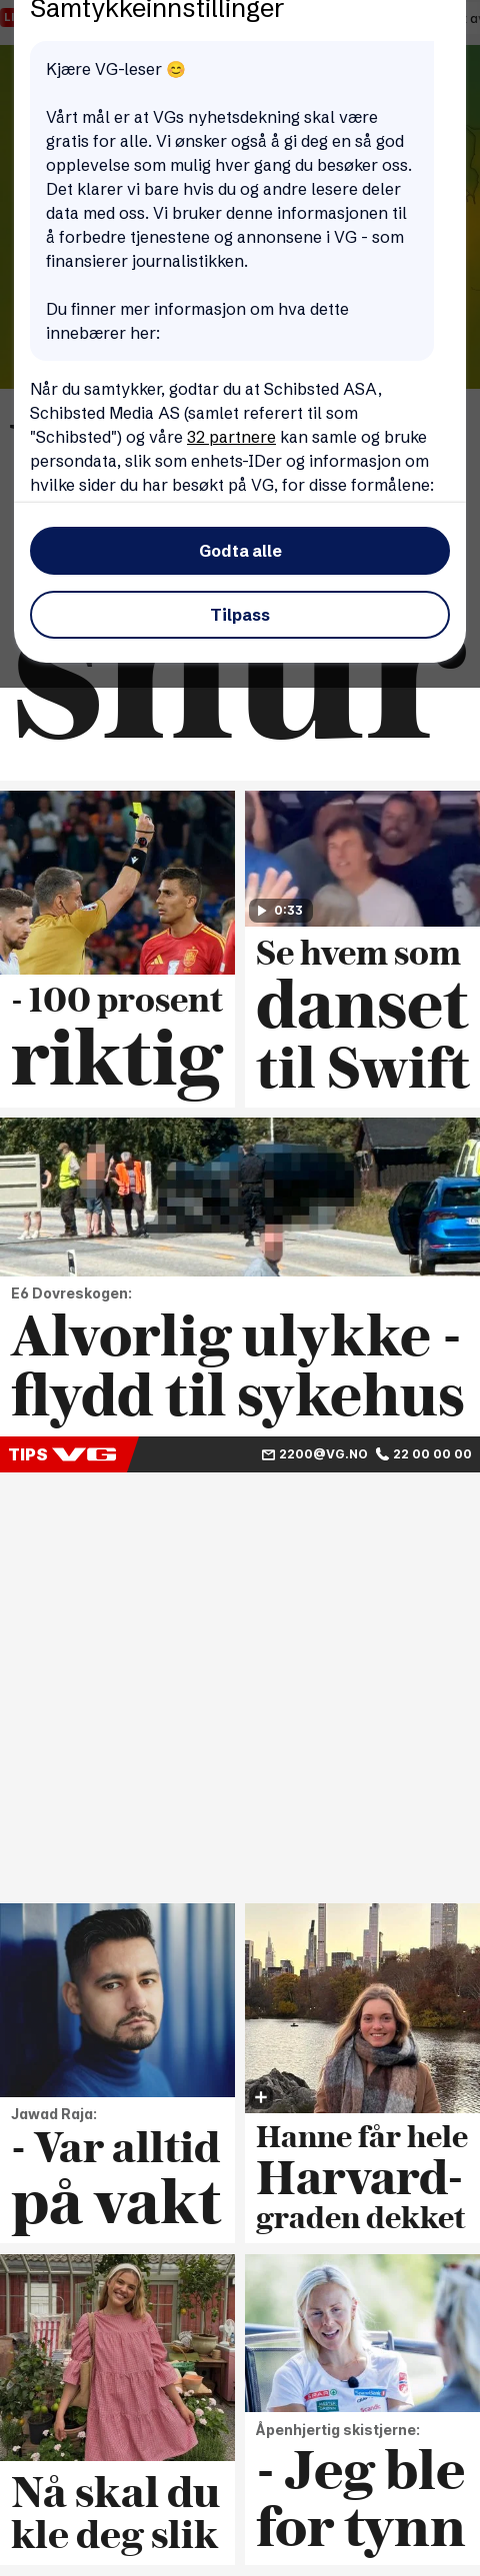 Samtykkeinnstillinger
Kjære VG-leser 😊
Vårt mål er at VGs nyhetsdekning skal være
gratis for alle. Vi ønsker også å gi deg en så god
opplevelse som mulig hver gang du besøker oss.
Det klarer vi bare hvis du og andre lesere deler
data med oss. Vi bruker denne informasjonen til
å forbedre tjenestene og annonsene i VG - som
finansierer journalistikken.
Du finner mer informasjon om hva dette
innebærer her:
Når du samtykker, godtar du at Schibsted ASA,
Schibsted Media AS (samlet referert til som
"Schibsted") og våre 32 partnere kan samle og bruke
persondata, slik som enhets-IDer og informasjon om
hvilke sider du har besøkt på VG, for disse formålene:
Godta alle
Tilpass
snur
- 100 prosent
riktig
0:33
Se hvem som
danset
til Swift
E6 Dovreskogen:
Alvorlig ulykke -
flydd til sykehus
TIPS VG
2200@VG.NO 22 00 00 00
Jawad Raja:
- Var alltid
på vakt
Hanne får hele
Harvard-
graden dekket
Nå skal du
kle deg slik
Åpenhjertig skistjerne:
- Jeg ble
for tynn